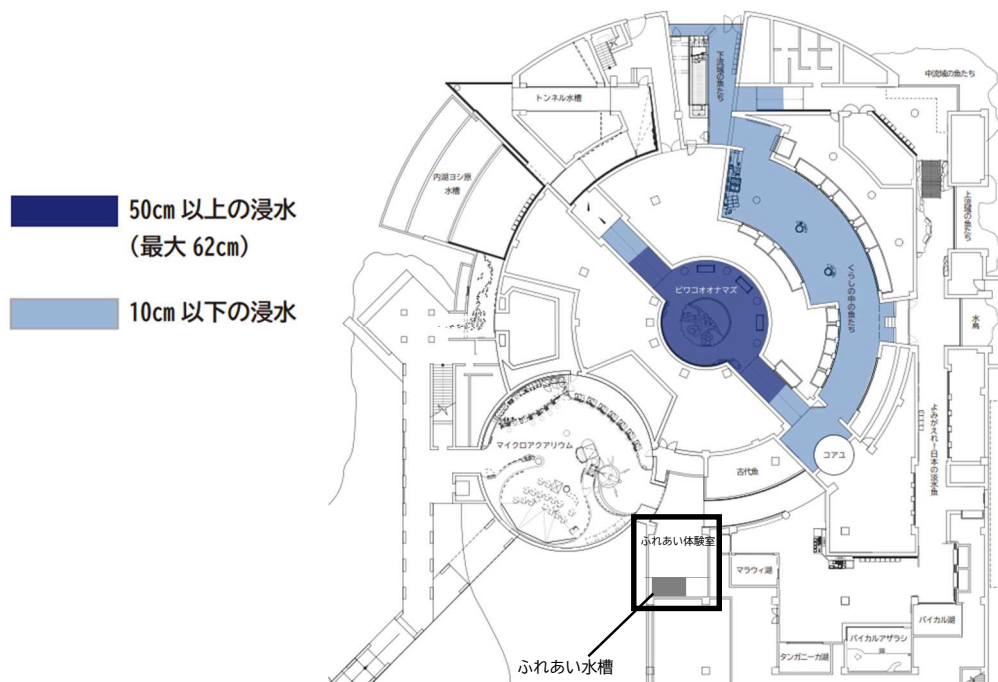 50cm 以上の浸水
(最大 62cm)
10cm 以下の浸水
トンネル水槽
下流域の魚たち
中流域の魚たち
内湖ヨシ原
水槽
上流域の魚たち
ビワコオオナマズ
くらしの中の魚たち
水鳥
よみがえれ!日本の淡水魚
マイクロアクアリウム
コアユ
古代魚
ふれあい体験室
マラウィ湖
バイカル湖
バイカルアザラシ
タンガニーカ湖
ふれあい水槽